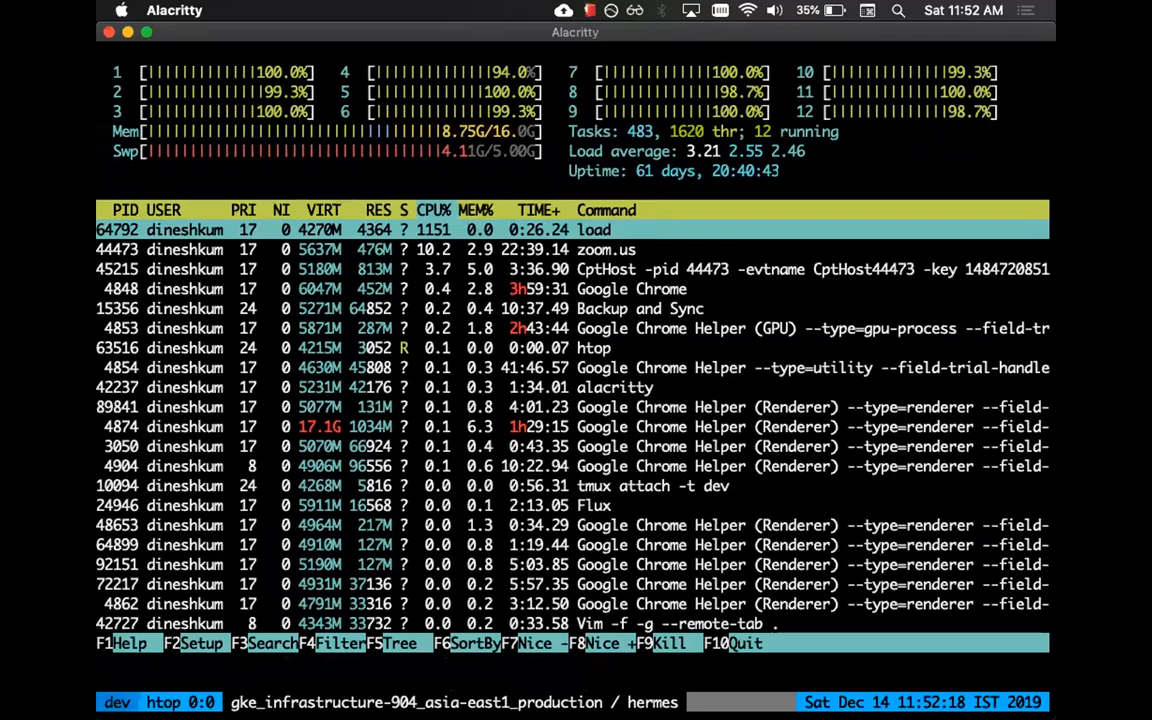 Alacritty 35% Sat 11:52 AM
Alacritty
1 [|||||||||||||100.0%] 4 [||||||||||||||94.0%] 7 [|||||||||||||100.0%] 10 [||||||||||||||99.3%]
2 [||||||||||||||99.3%] 5 [|||||||||||||100.0%] 8 [||||||||||||||98.7%] 11 [|||||||||||||100.0%]
3 [|||||||||||||100.0%] 6 [||||||||||||||99.3%] 9 [|||||||||||||100.0%] 12 [||||||||||||||98.7%]
Mem[|||||||||||||||||||||||||||||||||||8.75G/16.0G] Tasks: 483, 1620 thr; 12 running
Swp[|||||||||||||||||||||||||||||||||||4.11G/5.00G] Load average: 3.21 2.55 2.46
Uptime: 61 days, 20:40:43
PID USER PRI NI VIRT RES S CPU% MEM% TIME+ Command
64792 dineshkum 17 0 4270M 4364 ? 1151 0.0 0:26.24 load
44473 dineshkum 17 0 5637M 476M ? 10.2 2.9 22:39.14 zoom.us
45215 dineshkum 17 0 5180M 813M ? 3.7 5.0 3:36.90 CptHost -pid 44473 -evtname CptHost44473 -key 1484720851
4848 dineshkum 17 0 6047M 452M ? 0.4 2.8 3h59:31 Google Chrome
15356 dineshkum 24 0 5271M 64852 ? 0.2 0.4 10:37.49 Backup and Sync
4853 dineshkum 17 0 5871M 287M ? 0.2 1.8 2h43:44 Google Chrome Helper (GPU) --type=gpu-process --field-tr
63516 dineshkum 24 0 4215M 3052 R 0.1 0.0 0:00.07 htop
4854 dineshkum 17 0 4630M 45808 ? 0.1 0.3 41:46.57 Google Chrome Helper --type=utility --field-trial-handle
42237 dineshkum 17 0 5231M 42176 ? 0.1 0.3 1:34.01 alacritty
89841 dineshkum 17 0 5077M 131M ? 0.1 0.8 4:01.23 Google Chrome Helper (Renderer) --type=renderer --field-
4874 dineshkum 17 0 17.1G 1034M ? 0.1 6.3 1h29:15 Google Chrome Helper (Renderer) --type=renderer --field-
3050 dineshkum 17 0 5070M 66924 ? 0.1 0.4 0:43.35 Google Chrome Helper (Renderer) --type=renderer --field-
4904 dineshkum 8 0 4906M 96556 ? 0.1 0.6 10:22.94 Google Chrome Helper (Renderer) --type=renderer --field-
10094 dineshkum 24 0 4268M 5816 ? 0.0 0.0 0:56.31 tmux attach -t dev
24946 dineshkum 17 0 5911M 16568 ? 0.0 0.1 2:13.05 Flux
48653 dineshkum 17 0 4964M 217M ? 0.0 1.3 0:34.29 Google Chrome Helper (Renderer) --type=renderer --field-
64899 dineshkum 17 0 4910M 127M ? 0.0 0.8 1:19.44 Google Chrome Helper (Renderer) --type=renderer --field-
92151 dineshkum 17 0 5190M 127M ? 0.0 0.8 5:03.85 Google Chrome Helper (Renderer) --type=renderer --field-
72217 dineshkum 17 0 4931M 37136 ? 0.0 0.2 5:57.35 Google Chrome Helper (Renderer) --type=renderer --field-
4862 dineshkum 17 0 4791M 33316 ? 0.0 0.2 3:12.50 Google Chrome Helper (Renderer) --type=renderer --field-
42727 dineshkum 8 0 4343M 33732 ? 0.0 0.2 0:33.58 Vim -f -g --remote-tab .
F1Help F2Setup F3SearchF4FilterF5Tree F6SortByF7Nice -F8Nice +F9Kill F10Quit
dev htop 0:0 gke_infrastructure-904_asia-east1_production / hermes Sat Dec 14 11:52:18 IST 2019